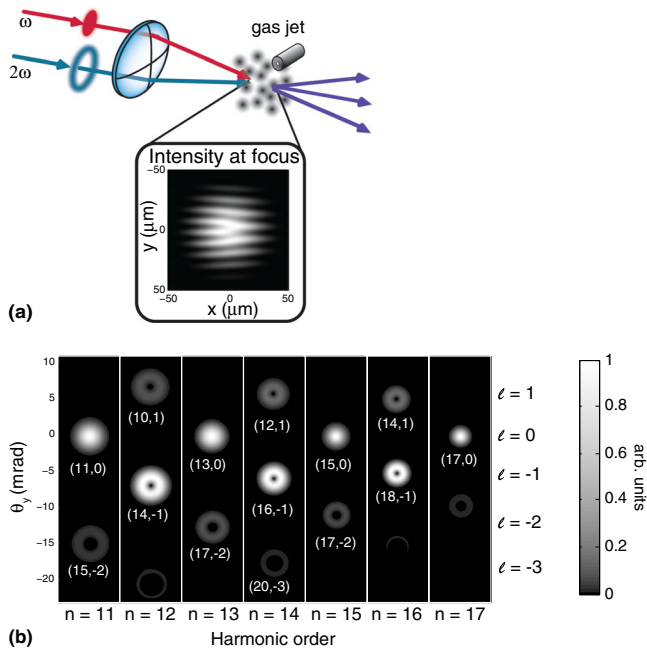 ω
2ω
gas jet
Intensity at focus
−50
0
50
y (μm)
−50 0 50
x (μm)
(a)
10
5
0
−5
−10
−15
−20
θy (mrad)
(10,1) (12,1) (14,1)
(11,0) (13,0) (15,0) (17,0)
(14,-1) (16,-1) (18,-1)
(15,-2) (17,-2) (17,-2)
(20,-3)
ℓ = 1
ℓ = 0
ℓ = -1
ℓ = -2
ℓ = -3
1
0.8
0.6
0.4
0.2
0
arb. units
n = 11 n = 12 n = 13 n = 14 n = 15 n = 16 n = 17
Harmonic order
(b)